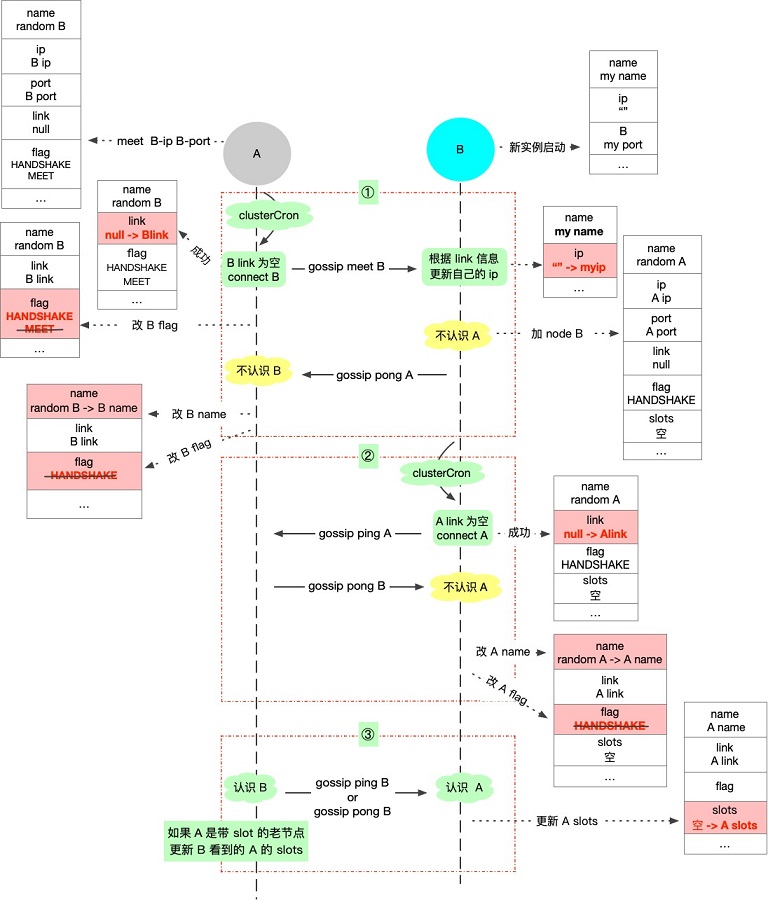 name
random B
ip
B ip
port
B port
link
null
flag
HANDSHAKE
MEET
...
meet B-ip B-port
A
B
新实例启动
name
my name
ip
“”
B
my port
...
①
clusterCron
B link 为空
connect B
成功
name
random B
link
null -> Blink
flag
HANDSHAKE
MEET
...
gossip meet B
根据 link 信息
更新自己的 ip
name
my name
ip
“” -> myip
...
name
random B
link
B link
flag
HANDSHAKE
MEET
...
改 B flag
不认识 A
加 node B
name
random A
ip
A ip
port
A port
link
null
flag
HANDSHAKE
slots
空
...
不认识 B
gossip pong A
name
random B -> B name
link
B link
flag
HANDSHAKE
...
改 B name
改 B flag
②
clusterCron
A link 为空
connect A
成功
name
random A
link
null -> Alink
flag
HANDSHAKE
slots
空
...
gossip ping A
gossip pong B
不认识 A
改 A name
改 A flag
name
random A -> A name
link
A link
flag
HANDSHAKE
slots
空
...
③
认识 B
gossip ping B
or
gossip pong B
认识 A
如果 A 是带 slot 的老节点
更新 B 看到的 A 的 slots
更新 A slots
name
A name
link
A link
flag
slots
空 -> A slots
...